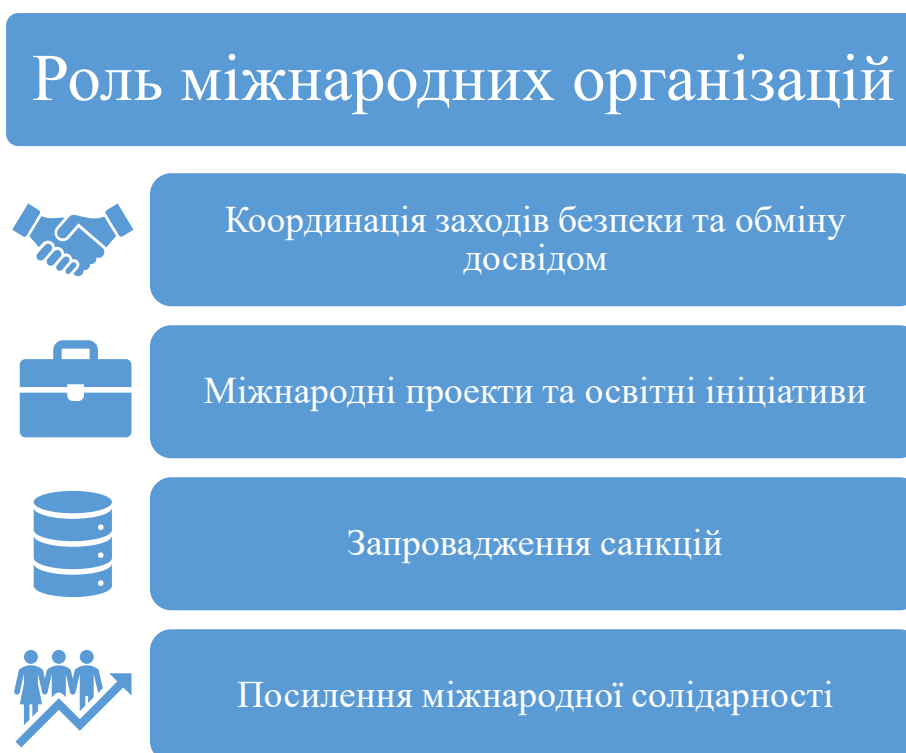 Роль міжнародних організацій
Координація заходів безпеки та обміну
досвідом
Міжнародні проекти та освітні ініціативи
Запровадження санкцій
Посилення міжнародної солідарності